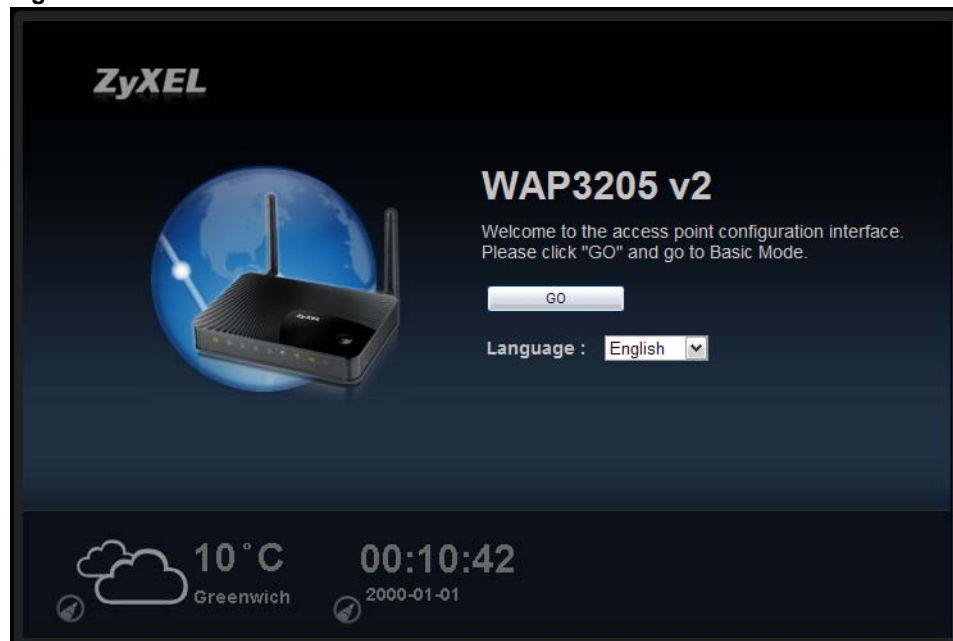 ZyXEL
WAP3205 v2
Welcome to the access point configuration interface.
Please click "GO" and go to Basic Mode.
GO
Language : English
10°C
Greenwich
00:10:42
2000-01-01